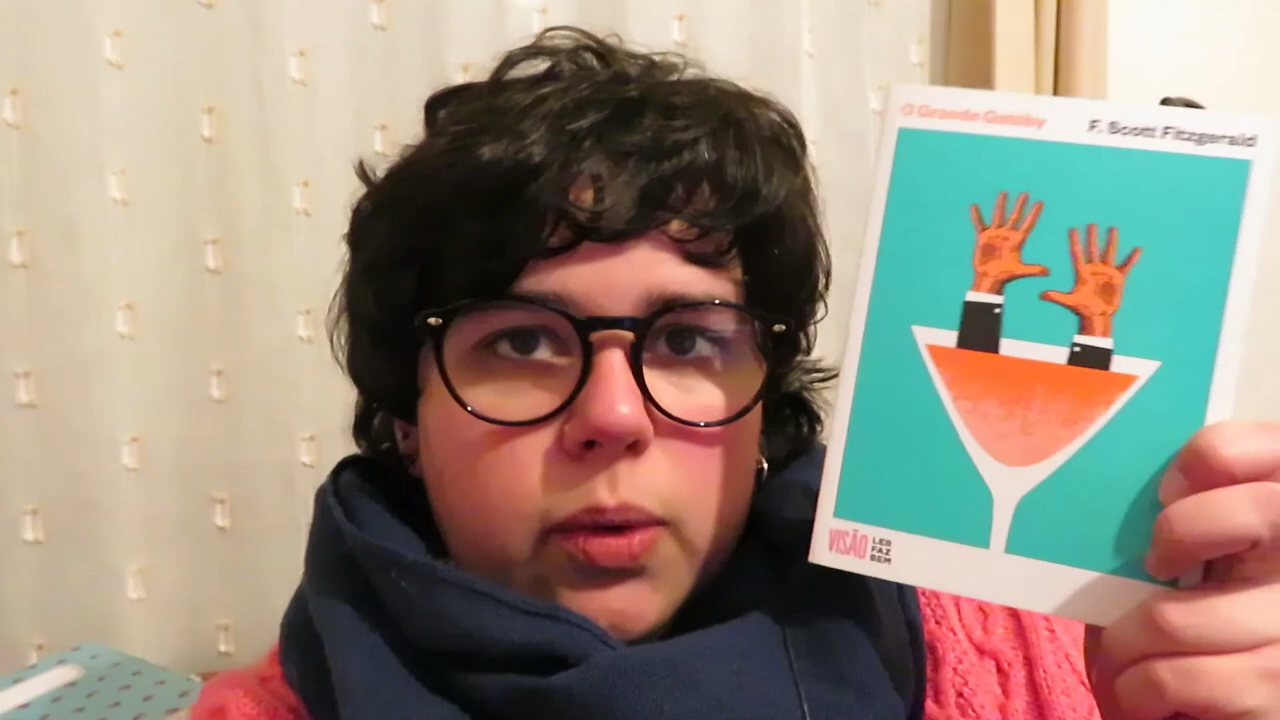 O Grande Gatsby
F. Scott Fitzgerald
VISÃO
LER
FAZ
BEM